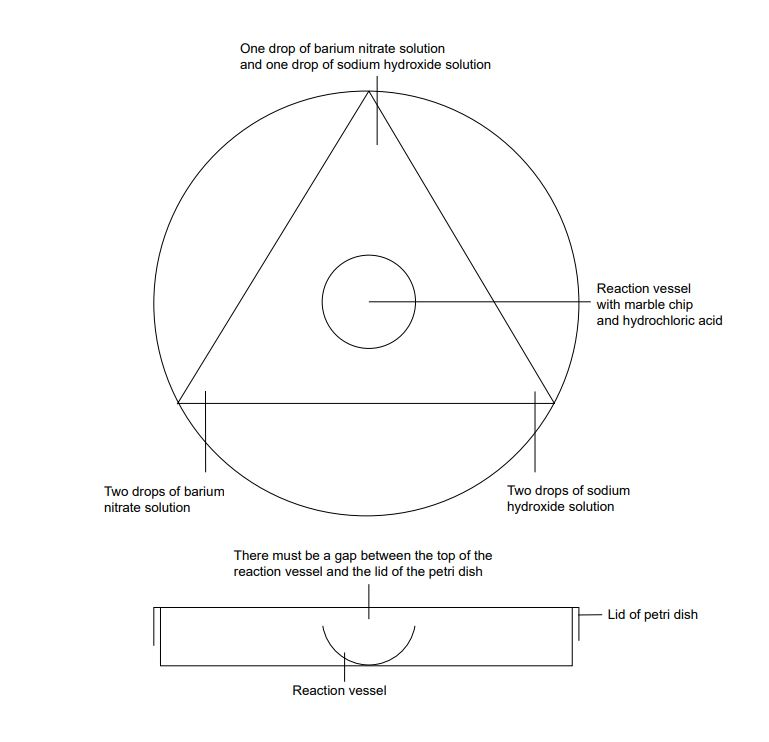 One drop of barium nitrate solution
and one drop of sodium hydroxide solution
Reaction vessel
with marble chip
and hydrochloric acid
Two drops of barium
nitrate solution
Two drops of sodium
hydroxide solution
There must be a gap between the top of the
reaction vessel and the lid of the petri dish
Lid of petri dish
Reaction vessel